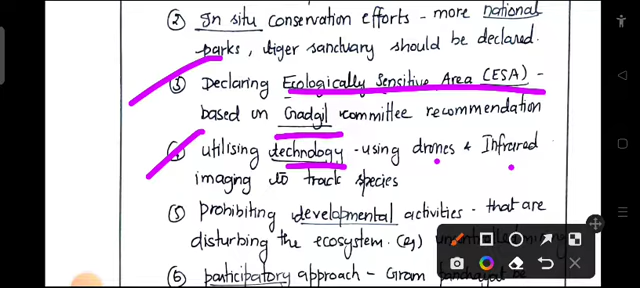 ② In situ conservation efforts - more national
parks, tiger sanctuary should be declared.
③ Declaring Ecologically Sensitive Area (ESA) -
based on Gadgil committee recommendation
④ utilising technology - using drones & Infrared
imaging to track species
⑤ prohibiting developmental activities - that are
disturbing the ecosystem. (eg)
⑥ participatory approach - Gram